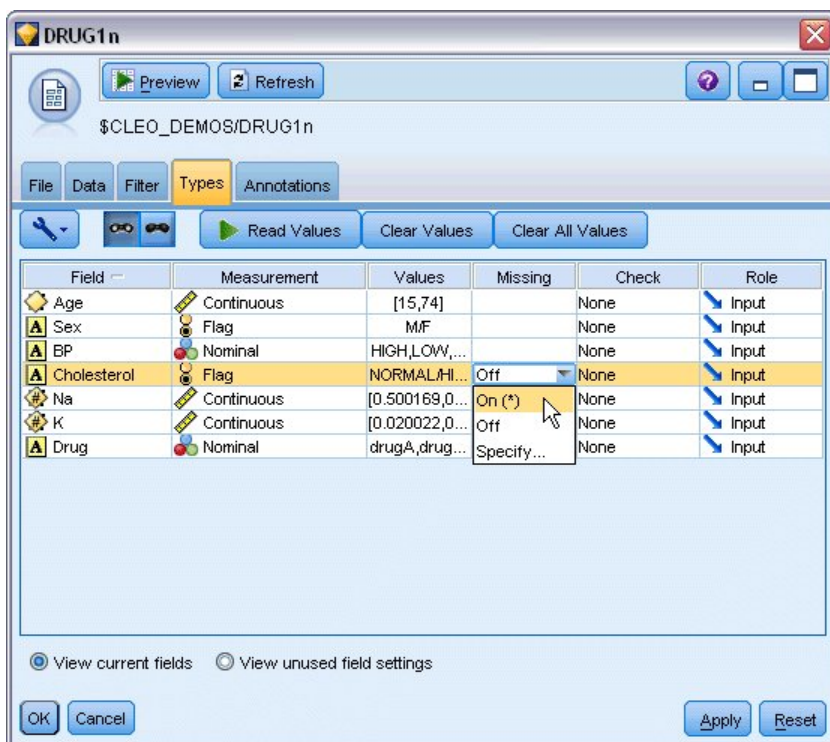 DRUG1n
Preview Refresh
$CLEO_DEMOS/DRUG1n
File Data Filter Types Annotations
Read Values Clear Values Clear All Values
Field Measurement Values Missing Check Role
Age Continuous [15,74] None Input
A Sex Flag M/F None Input
A BP Nominal HIGH,LOW,... None Input
A Cholesterol Flag NORMAL/HI... Off None Input
# Na Continuous [0.500169,0... On (*) None Input
# K Continuous [0.020022,0... Off None Input
A Drug Nominal drugA,drug... Specify... None Input
View current fields View unused field settings
OK Cancel Apply Reset